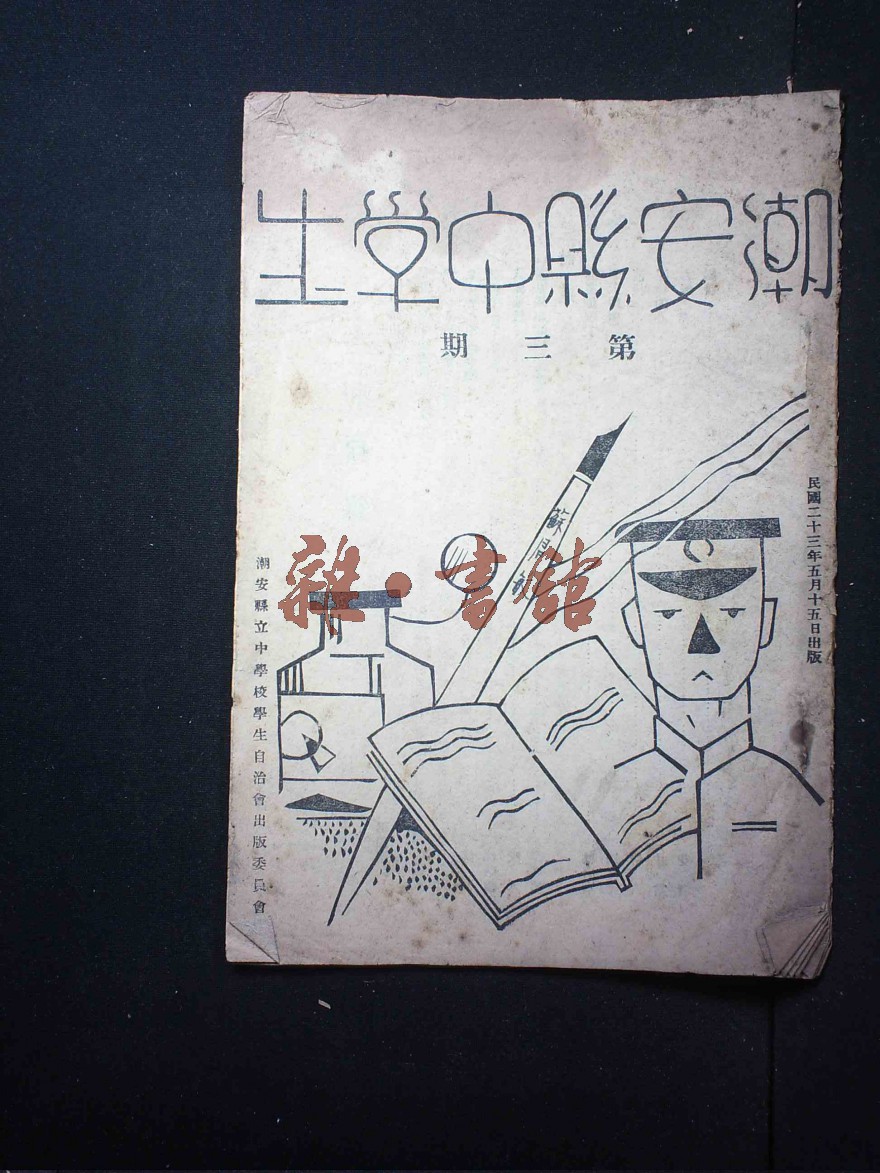 潮安縣中学生
第三期
民國二十三年五月十五日出版
潮安縣立中學校學生自治會出版委員會
雜·書館
蘇